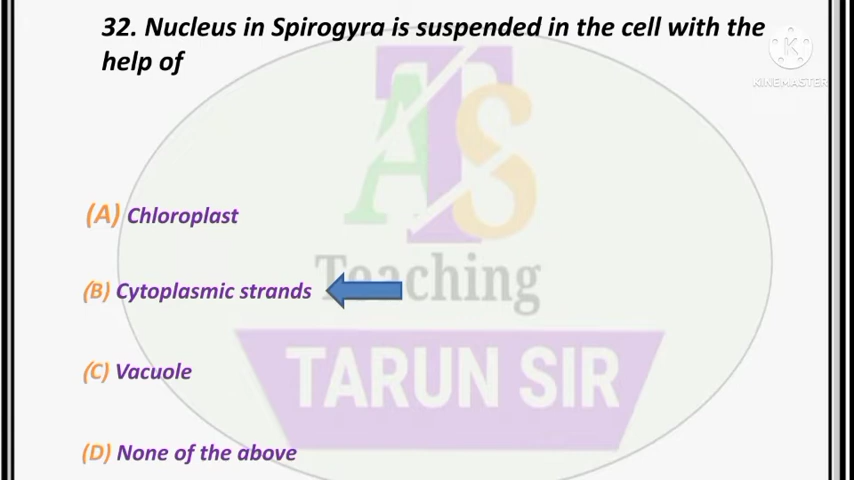 32. Nucleus in Spirogyra is suspended in the cell with the
help of
K
KINEMASTER
ATS
(A) Chloroplast
(B) Cytoplasmic strands
Teaching
TARUN SIR
(C) Vacuole
(D) None of the above